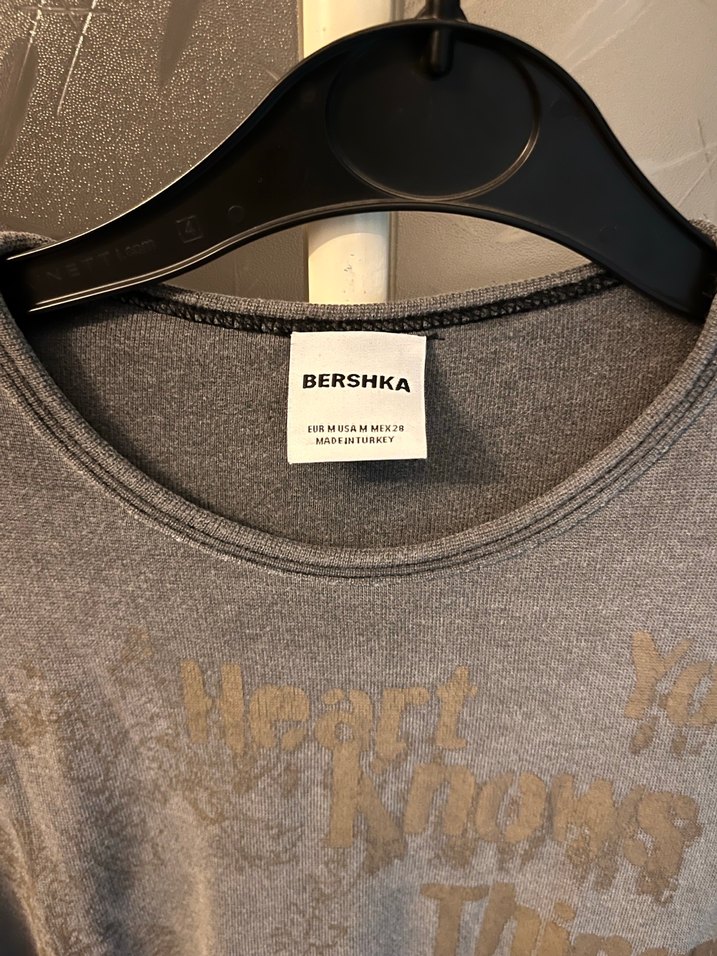 BERSHKA
EUR M USA M MEX 28
MADE IN TURKEY
Heart
Knows